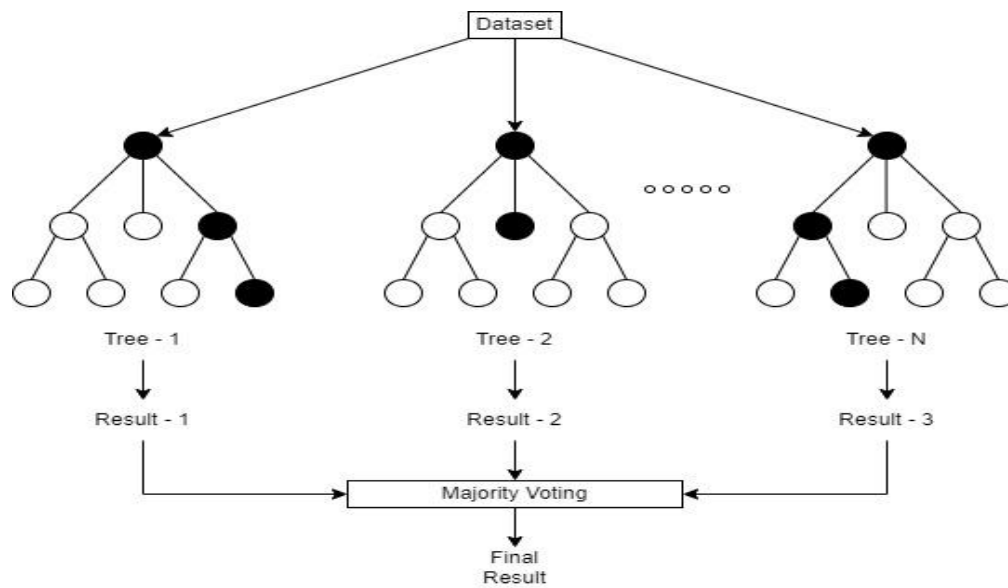 Dataset
Tree - 1
Tree - 2
Tree - N
Result - 1
Result - 2
Result - 3
Majority Voting
Final
Result